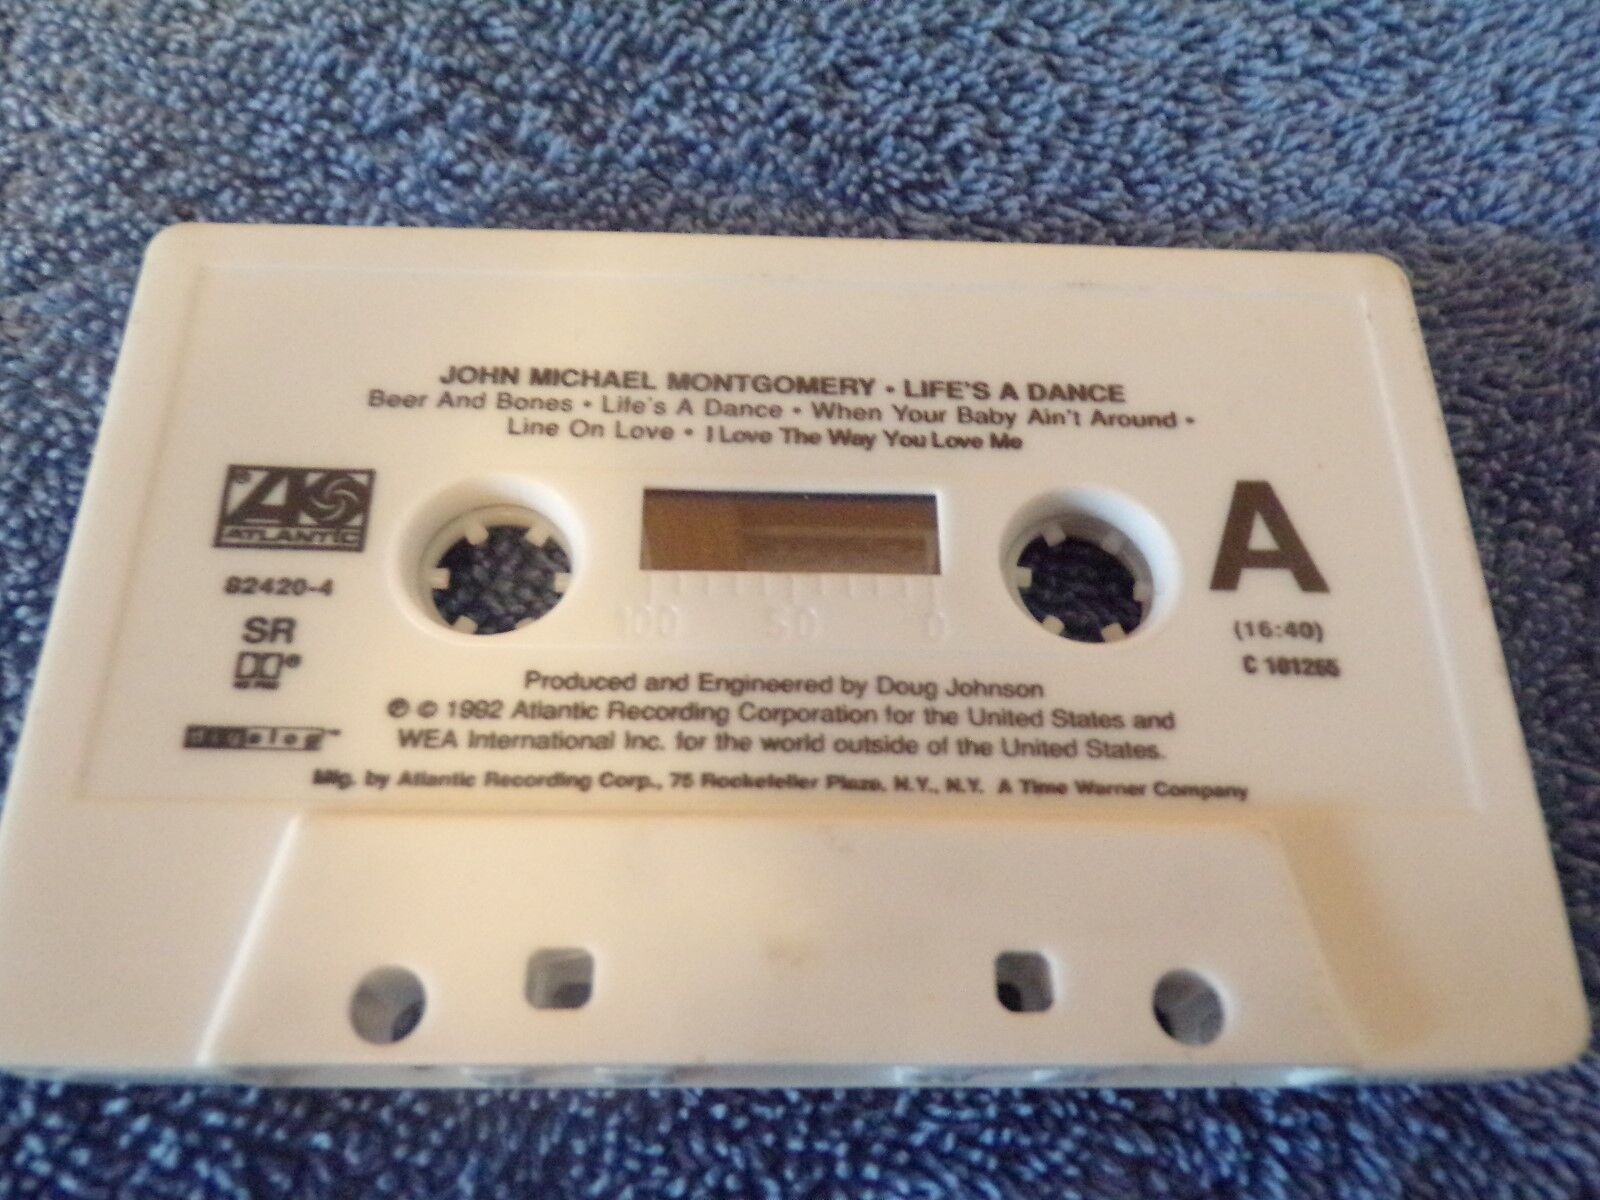 JOHN MICHAEL MONTGOMERY • LIFE'S A DANCE
Beer And Bones • Life's A Dance • When Your Baby Ain't Around •
Line On Love • I Love The Way You Love Me
ATLANTIC
A
82420-4
SR
(16:40)
C 101265
100 50 0
Produced and Engineered by Doug Johnson
℗ © 1992 Atlantic Recording Corporation for the United States and
WEA International Inc. for the world outside of the United States.
digalog™
Mfg. by Atlantic Recording Corp., 75 Rockefeller Plaza, N.Y., N.Y. A Time Warner Company